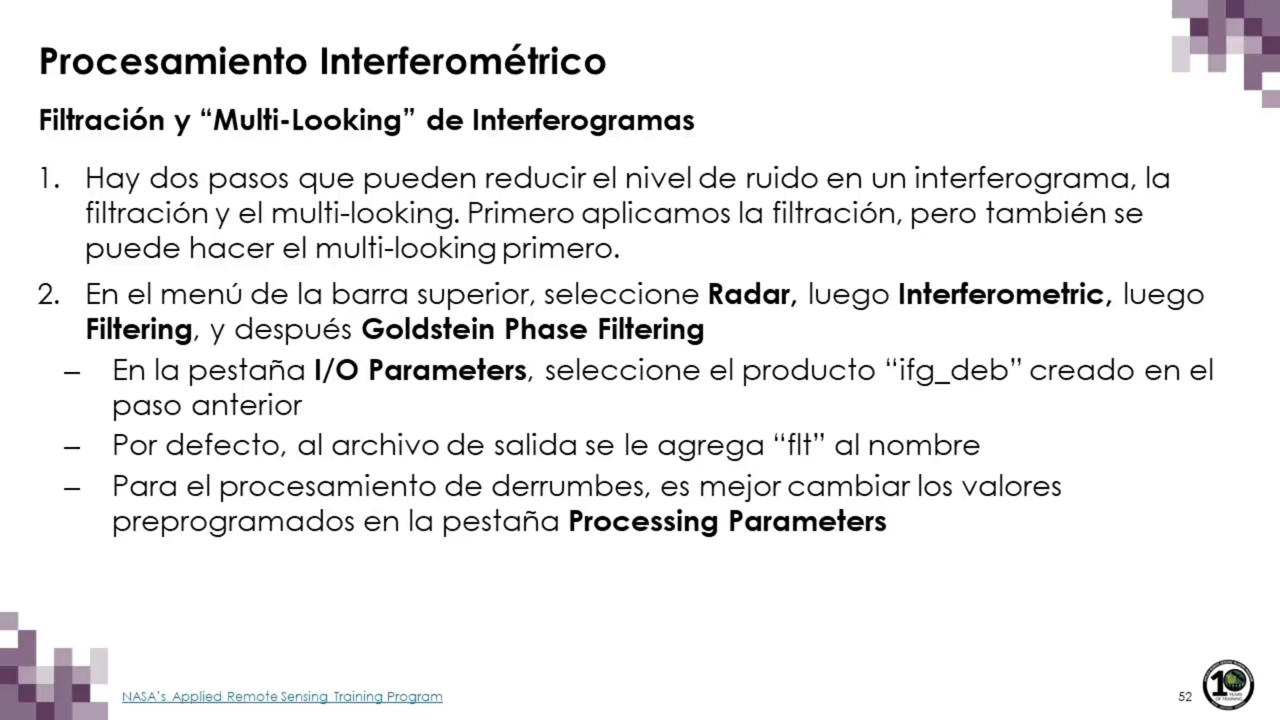 Procesamiento Interferométrico
Filtración y “Multi-Looking” de Interferogramas
1. Hay dos pasos que pueden reducir el nivel de ruido en un interferograma, la
filtración y el multi-looking. Primero aplicamos la filtración, pero también se
puede hacer el multi-looking primero.
2. En el menú de la barra superior, seleccione Radar, luego Interferometric, luego
Filtering, y después Goldstein Phase Filtering
– En la pestaña I/O Parameters, seleccione el producto “ifg_deb” creado en el
paso anterior
– Por defecto, al archivo de salida se le agrega “flt” al nombre
– Para el procesamiento de derrumbes, es mejor cambiar los valores
preprogramados en la pestaña Processing Parameters
NASA’s Applied Remote Sensing Training Program
52
10
YEARS
OF TRAINING